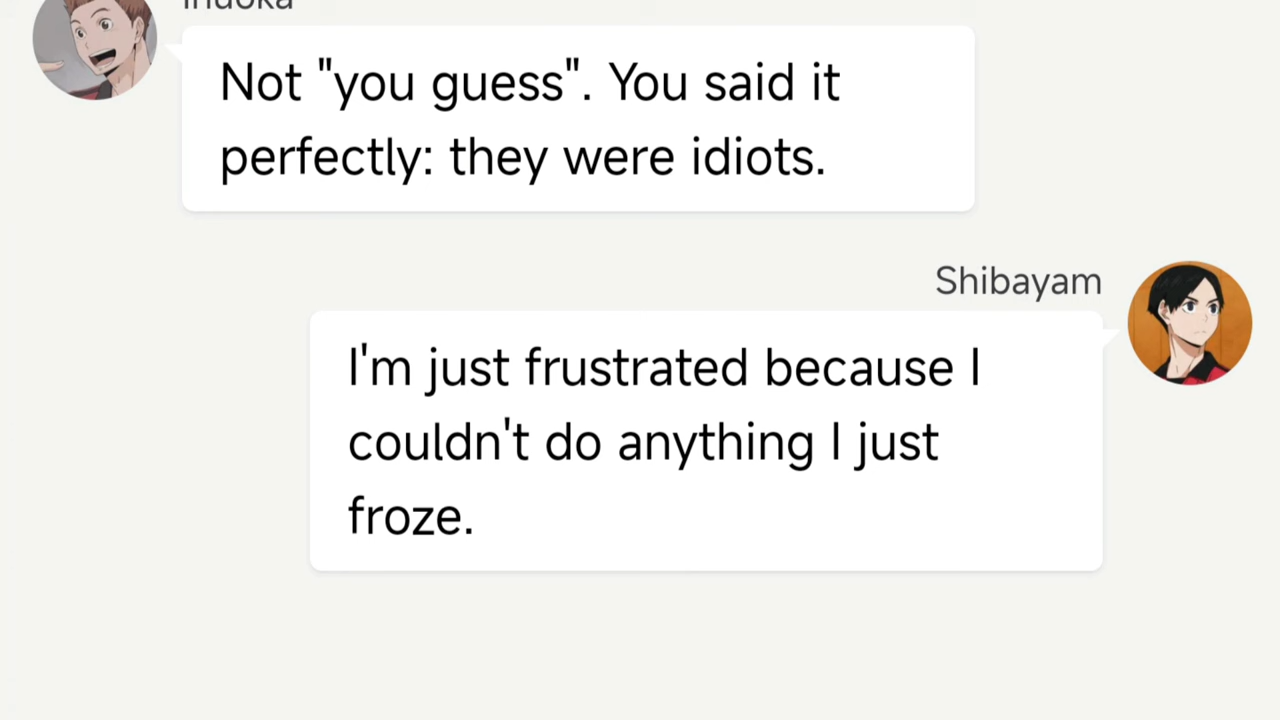 Inuoka
Not "you guess". You said it
perfectly: they were idiots.
Shibayam
I'm just frustrated because I
couldn't do anything I just
froze.